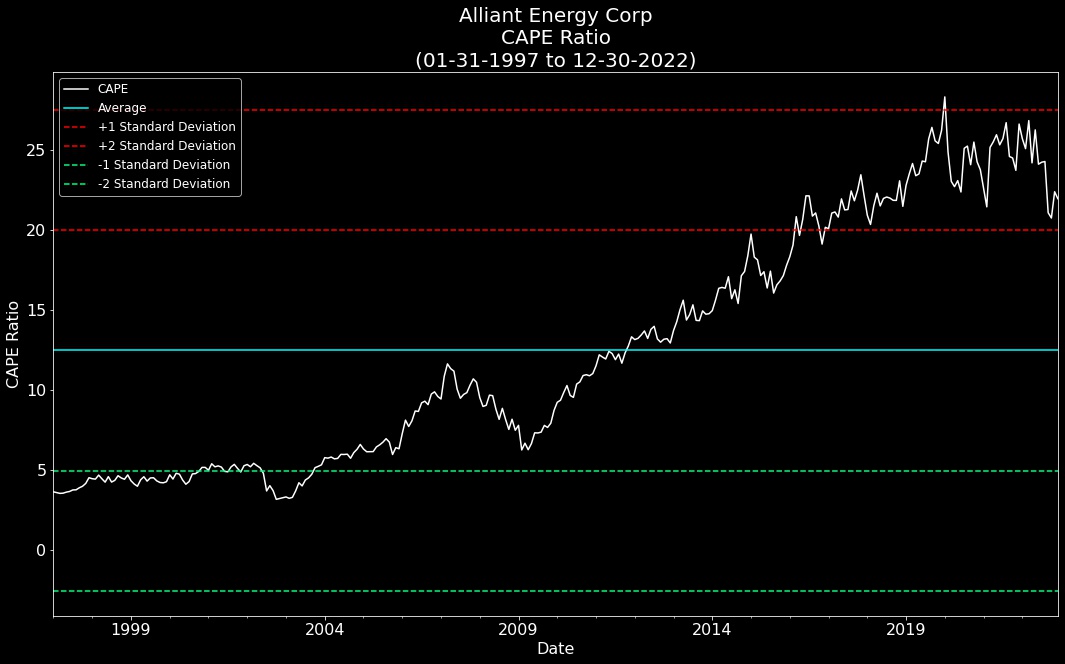 Alliant Energy Corp
CAPE Ratio
(01-31-1997 to 12-30-2022)
CAPE
Average
+1 Standard Deviation
+2 Standard Deviation
-1 Standard Deviation
-2 Standard Deviation
25
20
15
10
5
0
CAPE Ratio
1999 2004 2009 2014 2019
Date